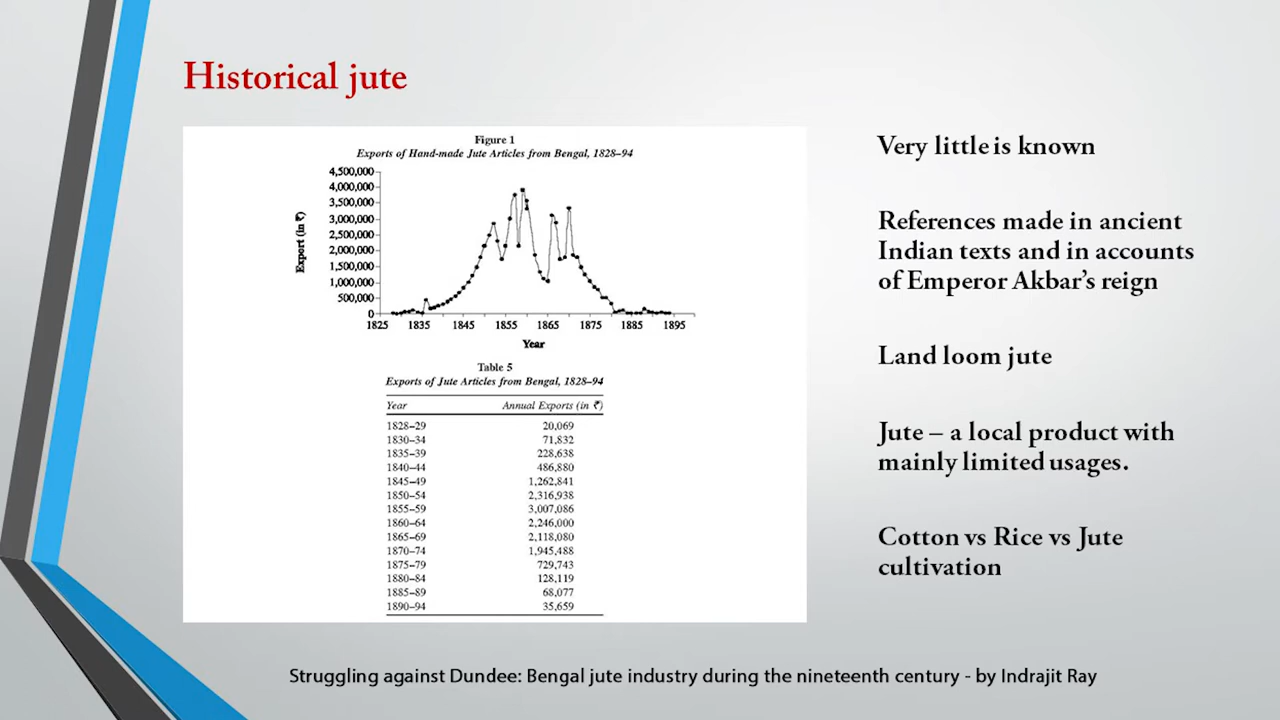 Historical jute
Figure 1
Exports of Hand-made Jute Articles from Bengal, 1828–94
Export (in ₹)
4,500,000
4,000,000
3,500,000
3,000,000
2,500,000
2,000,000
1,500,000
1,000,000
500,000
0
1825 1835 1845 1855 1865 1875 1885 1895
Year
Table 5
Exports of Jute Articles from Bengal, 1828–94
Year Annual Exports (in ₹)
1828–29 20,069
1830–34 71,832
1835–39 228,638
1840–44 486,880
1845–49 1,262,841
1850–54 2,316,938
1855–59 3,007,086
1860–64 2,246,000
1865–69 2,118,080
1870–74 1,945,488
1875–79 729,743
1880–84 128,119
1885–89 68,077
1890–94 35,659
Very little is known
References made in ancient
Indian texts and in accounts
of Emperor Akbar’s reign
Land loom jute
Jute – a local product with
mainly limited usages.
Cotton vs Rice vs Jute
cultivation
Struggling against Dundee: Bengal jute industry during the nineteenth century - by Indrajit Ray